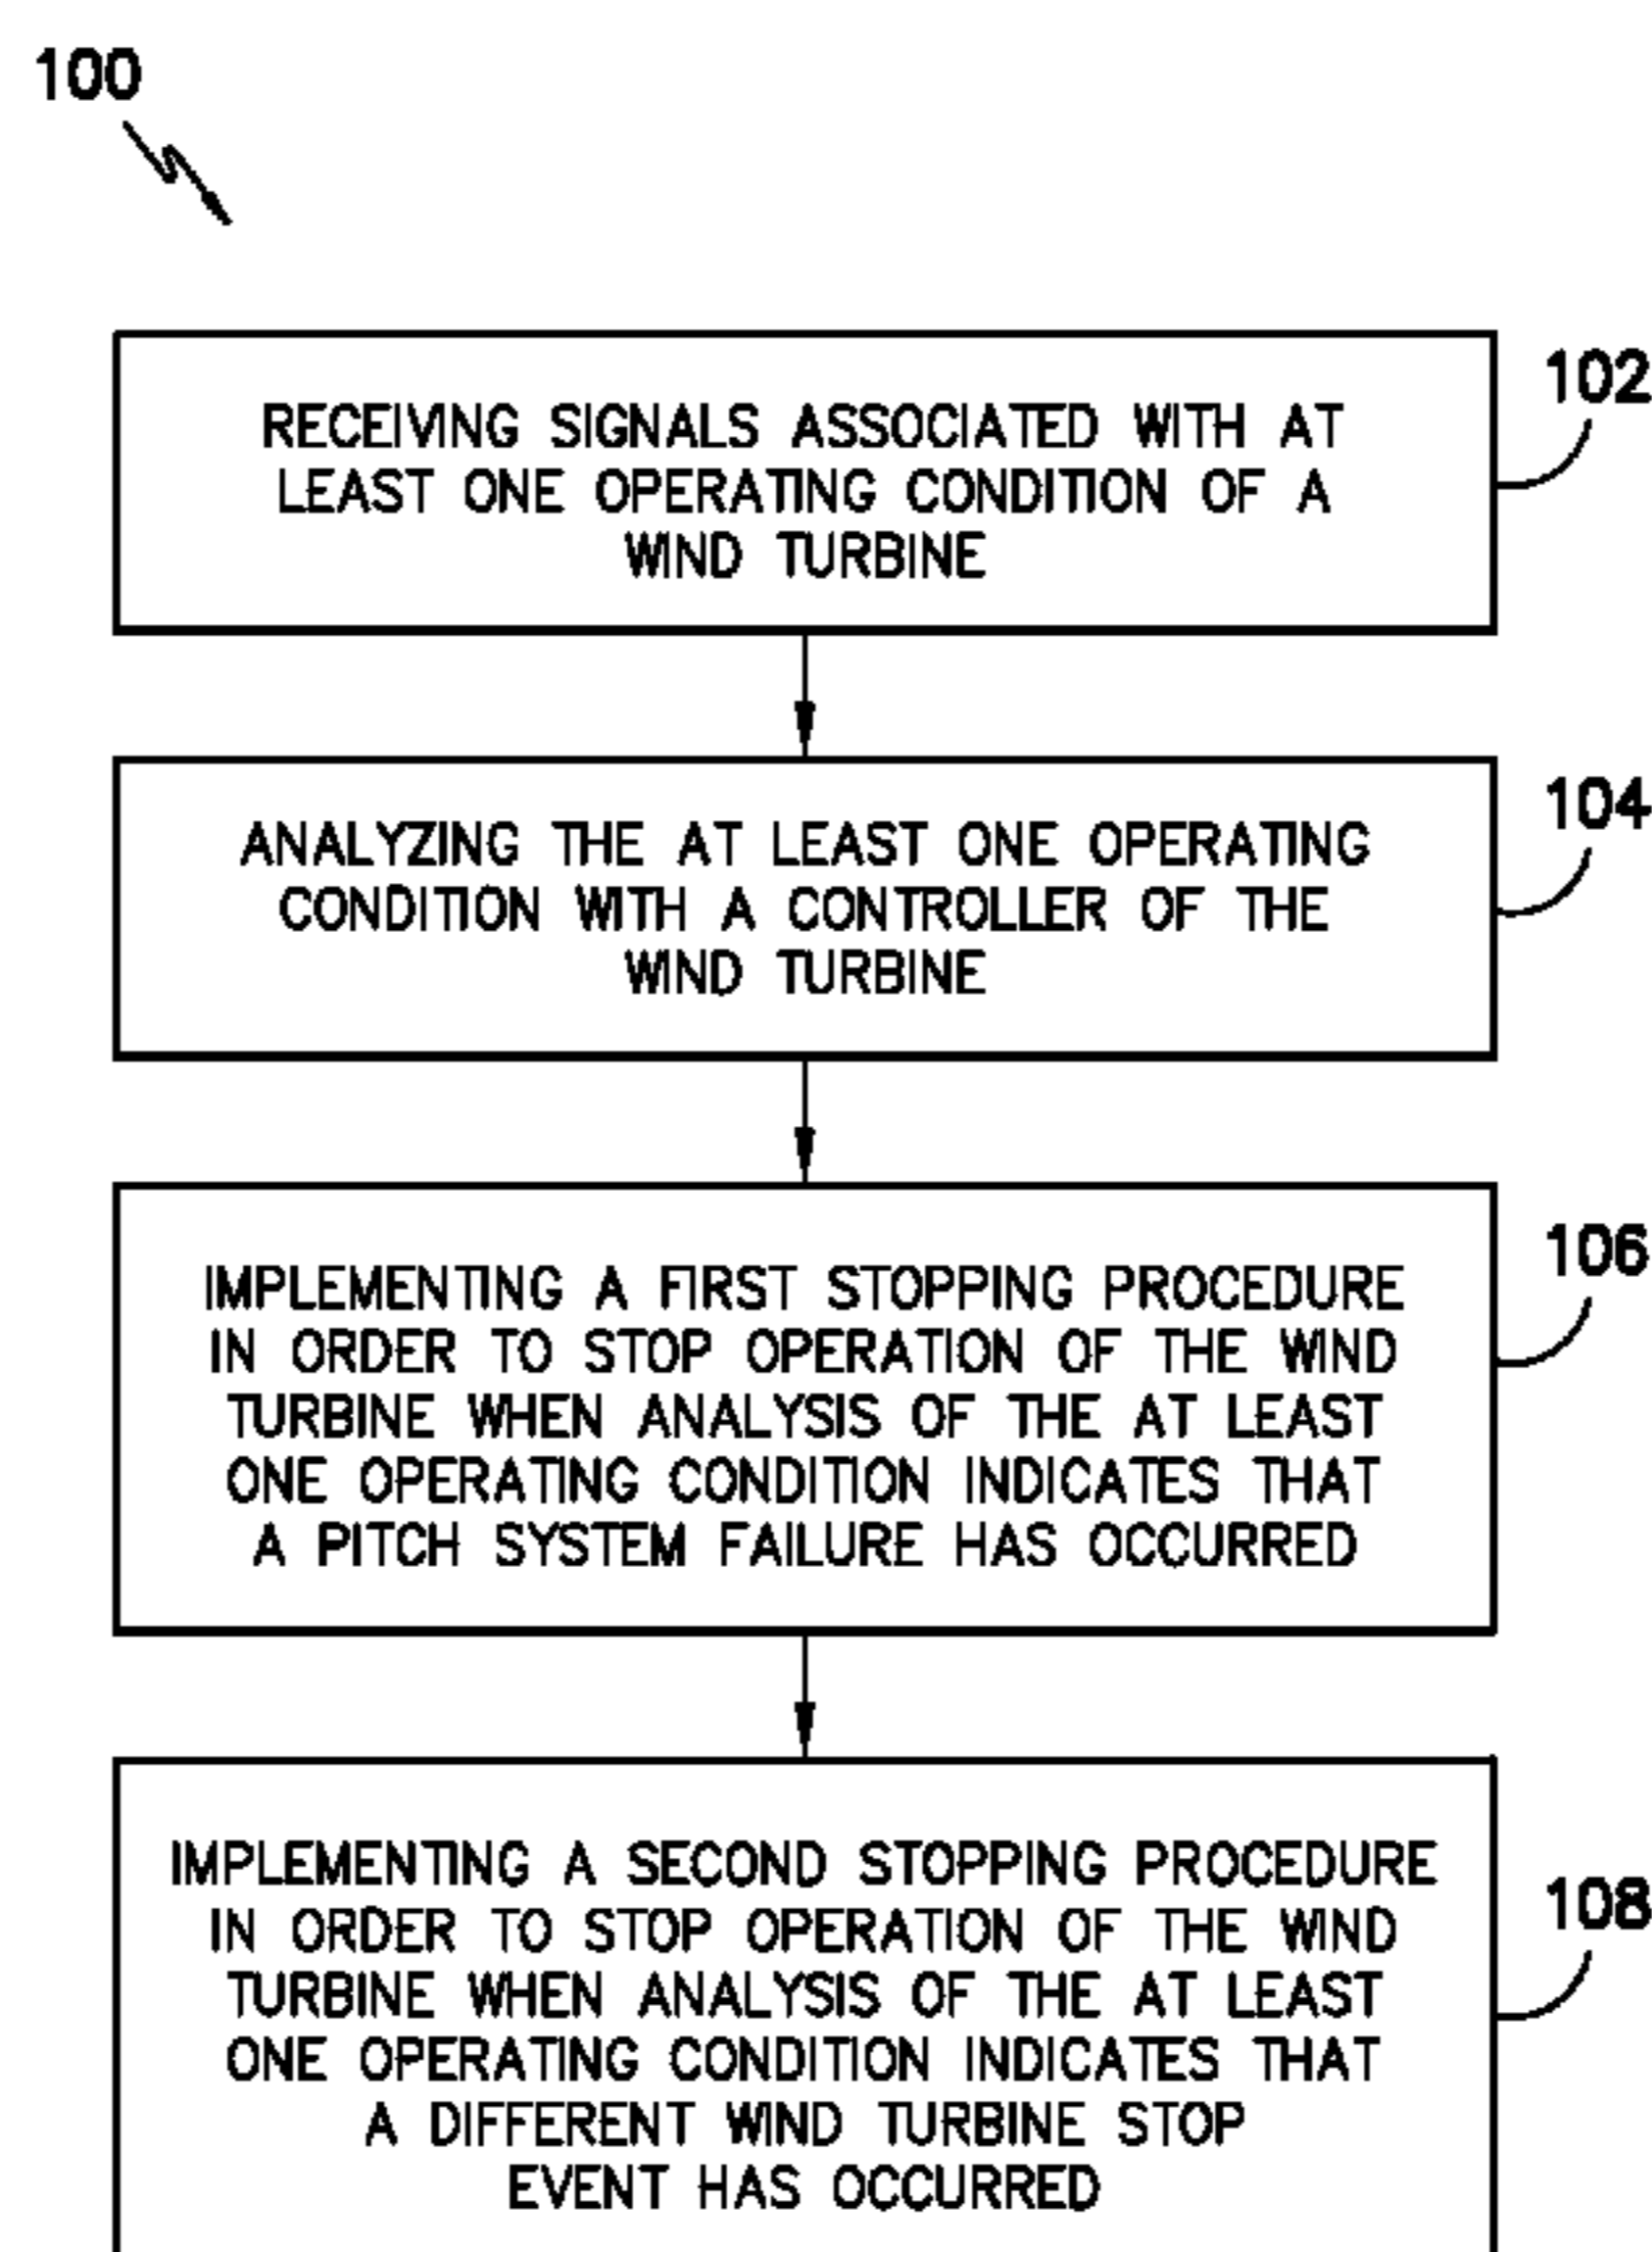 100
102
RECEIVING SIGNALS ASSOCIATED WITH AT
LEAST ONE OPERATING CONDITION OF A
WIND TURBINE
104
ANALYZING THE AT LEAST ONE OPERATING
CONDITION WITH A CONTROLLER OF THE
WIND TURBINE
106
IMPLEMENTING A FIRST STOPPING PROCEDURE
IN ORDER TO STOP OPERATION OF THE WIND
TURBINE WHEN ANALYSIS OF THE AT LEAST
ONE OPERATING CONDITION INDICATES THAT
A PITCH SYSTEM FAILURE HAS OCCURRED
108
IMPLEMENTING A SECOND STOPPING PROCEDURE
IN ORDER TO STOP OPERATION OF THE WIND
TURBINE WHEN ANALYSIS OF THE AT LEAST
ONE OPERATING CONDITION INDICATES THAT
A DIFFERENT WIND TURBINE STOP
EVENT HAS OCCURRED